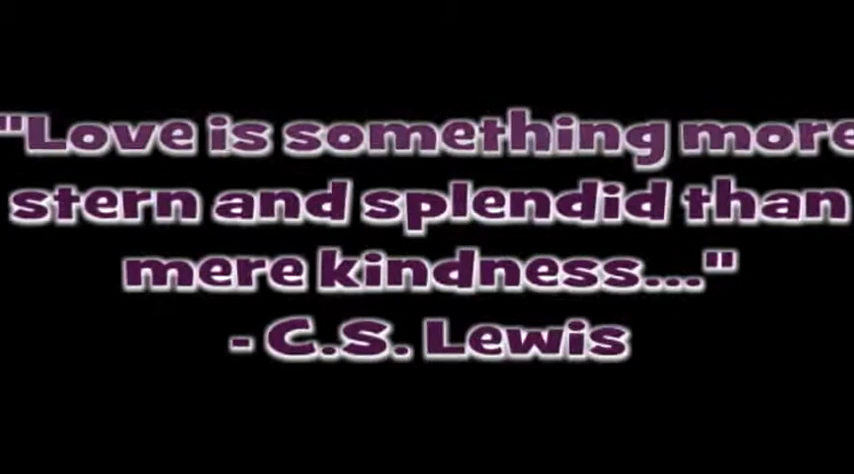 "Love is something more
stern and splendid than
mere kindness...."
- C.S. Lewis